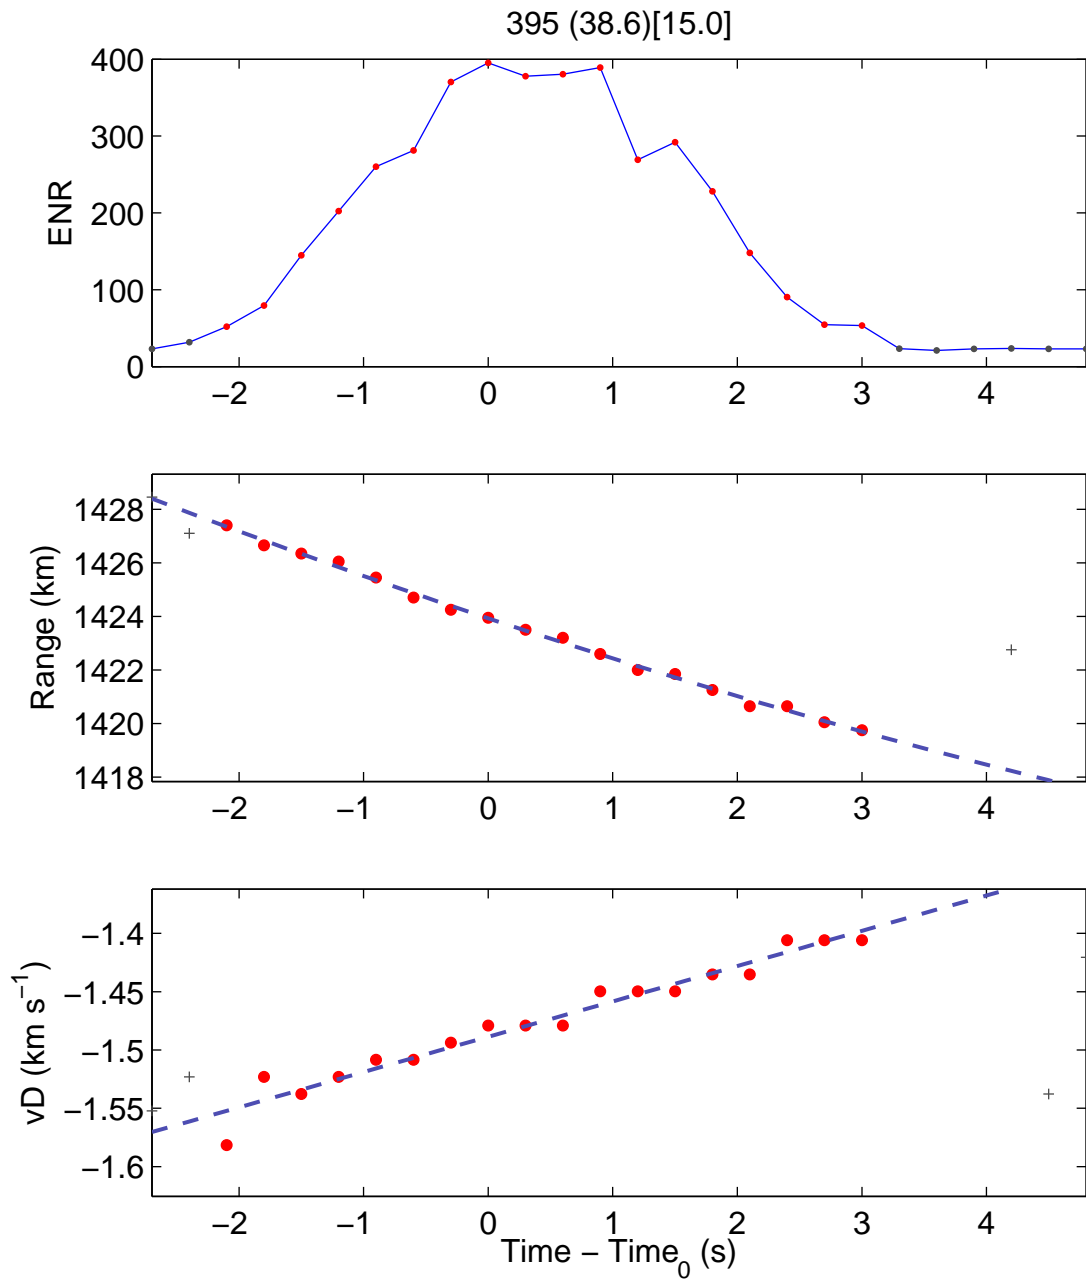 395 (38.6)[15.0]
400
300
200
100
0
ENR
−2 −1 0 1 2 3 4
1428
1426
1424
1422
1420
1418
Range (km)
−2 −1 0 1 2 3 4
−1.4
−1.45
−1.5
−1.55
−1.6
vD (km s⁻¹)
−2 −1 0 1 2 3 4
Time − Time₀ (s)